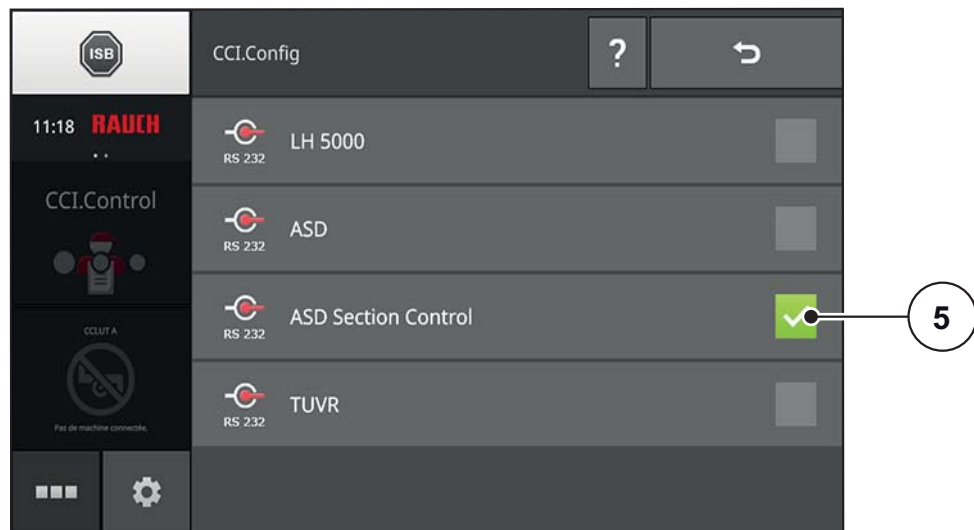 ISB
CCI.Config
?
11:18 RAUCH
CCI.Control
CCI.UT A
Pas de machine connectée.
RS 232
LH 5000
RS 232
ASD
RS 232
ASD Section Control
RS 232
TUVR
5